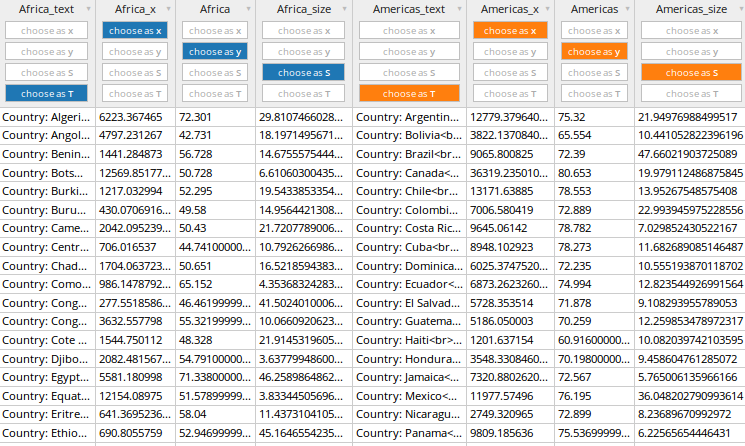 Africa_text Africa_x Africa Africa_size Americas_text Americas_x Americas Americas_size
choose as x choose as x choose as x choose as x choose as x choose as x choose as x choose as x
choose as y choose as y choose as y choose as y choose as y choose as y choose as y choose as y
choose as S choose as S choose as S choose as S choose as S choose as S choose as S choose as S
choose as T choose as T choose as T choose as T choose as T choose as T choose as T choose as T
Country: Algeri... 6223.367465 72.301 29.8107466028... Country: Argentin... 12779.379640... 75.32 21.94976988499517
Country: Angol... 4797.231267 42.731 18.1971495671... Country: Bolivia<b... 3822.1370840... 65.554 10.441052822396196
Country: Benin... 1441.284873 56.728 14.6755575444... Country: Brazil<br... 9065.800825 72.39 47.66021903725089
Country: Bots... 12569.85177... 50.728 6.61060300435... Country: Canada<... 36319.235010... 80.653 19.979112486875845
Country: Burki... 1217.032994 52.295 19.5433853354... Country: Chile<br... 13171.63885 78.553 13.95267548575408
Country: Buru... 430.0706916... 49.58 14.9564421308... Country: Colombi... 7006.580419 72.889 22.993945975228556
Country: Came... 2042.095239... 50.43 21.7207789006... Country: Costa Ric... 9645.06142 78.782 7.029852430522167
Country: Centr... 706.016537 44.74100000... 10.7926266986... Country: Cuba<br... 8948.102923 78.273 11.682689085146487
Country: Chad... 1704.063723... 50.651 16.5218594383... Country: Dominica... 6025.3747520... 72.235 10.555193870118702
Country: Como... 986.1478792... 65.152 4.35368324283... Country: Ecuador<... 6873.2623260... 74.994 12.823544926991564
Country: Cong... 277.5518586... 46.46199999... 41.5024010006... Country: El Salvad... 5728.353514 71.878 9.108293955789053
Country: Cong... 3632.557798 55.32199999... 10.0660920623... Country: Guatema... 5186.050003 70.259 12.259853478972317
Country: Cote ... 1544.750112 48.328 21.9145319605... Country: Haiti<br>... 1201.637154 60.91600000... 10.082039742103595
Country: Djibo... 2082.481567... 54.79100000... 3.63779948600... Country: Hondura... 3548.3308460... 70.19800000... 9.458604761285072
Country: Egypt... 5581.180998 71.33800000... 46.2589864862... Country: Jamaica<... 7320.8802620... 72.567 5.765006135966166
Country: Equat... 12154.08975 51.57899999... 3.83344505696... Country: Mexico<... 11977.57496 76.195 36.048202790993614
Country: Eritre... 641.3695236... 58.04 11.4373104105... Country: Nicaragu... 2749.320965 72.899 8.23689670992972
Country: Ethio... 690.8055759 52.94699999... 45.1646554235... Country: Panama<... 9809.185636 75.53699999... 6.22565654446431